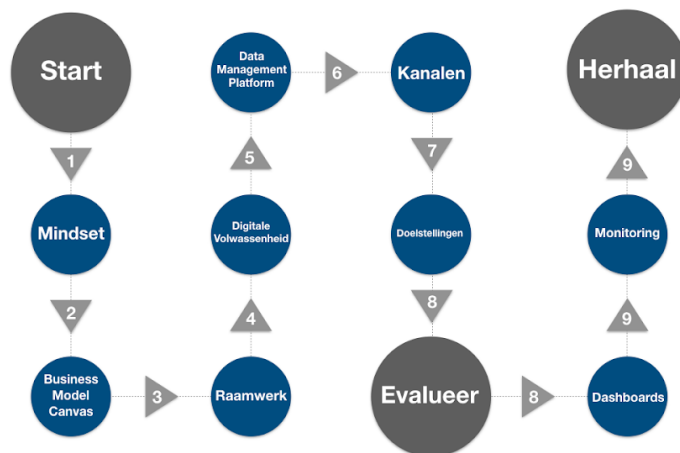 Start
1
Mindset
2
Business
Model
Canvas
3
Raamwerk
4
Digitale
Volwassenheid
5
Data
Management
Platform
6
Kanalen
7
Doelstellingen
8
Evalueer
8
Dashboards
9
Monitoring
9
Herhaal